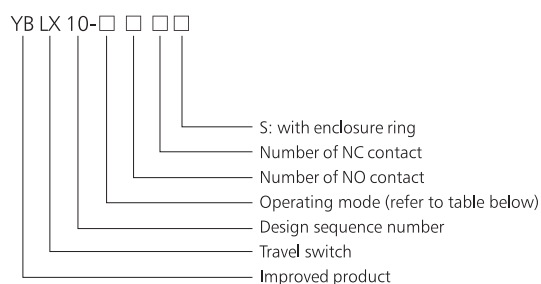 YB LX 10-□ □ □ □
S: with enclosure ring
Number of NC contact
Number of NO contact
Operating mode (refer to table below)
Design sequence number
Travel switch
Improved product